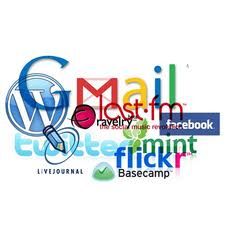 GMail
last.fm
ravelry
the social music revolution
facebook
twitter
mint
flickr
LIVEJOURNAL
Basecamp